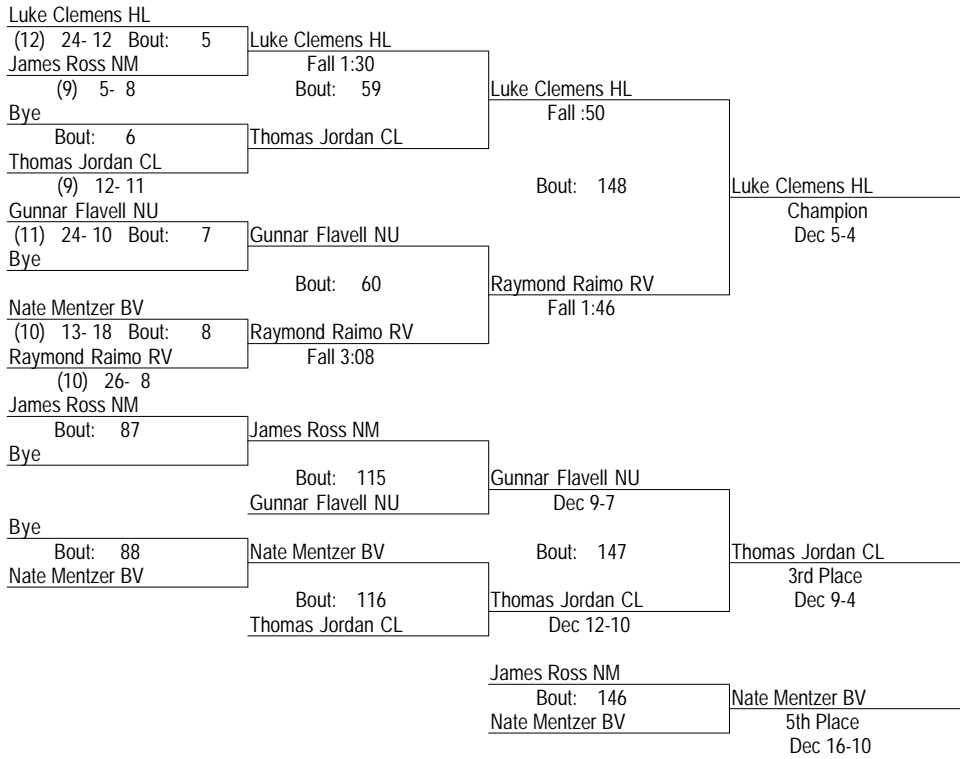 Luke Clemens HL
(12) 24- 12 Bout: 5 Luke Clemens HL
James Ross NM Fall 1:30
(9) 5- 8 Bout: 59 Luke Clemens HL
Bye Fall :50
Bout: 6 Thomas Jordan CL
Thomas Jordan CL
(9) 12- 11 Bout: 148 Luke Clemens HL
Gunnar Flavell NU Champion
(11) 24- 10 Bout: 7 Gunnar Flavell NU Dec 5-4
Bye
Bout: 60 Raymond Raimo RV
Nate Mentzer BV Fall 1:46
(10) 13- 18 Bout: 8 Raymond Raimo RV
Raymond Raimo RV Fall 3:08
(10) 26- 8
James Ross NM
Bout: 87 James Ross NM
Bye
Bout: 115 Gunnar Flavell NU
Gunnar Flavell NU Dec 9-7
Bye
Bout: 88 Nate Mentzer BV Bout: 147 Thomas Jordan CL
Nate Mentzer BV 3rd Place
Bout: 116 Thomas Jordan CL Dec 9-4
Thomas Jordan CL Dec 12-10
James Ross NM
Bout: 146 Nate Mentzer BV
Nate Mentzer BV 5th Place
Dec 16-10